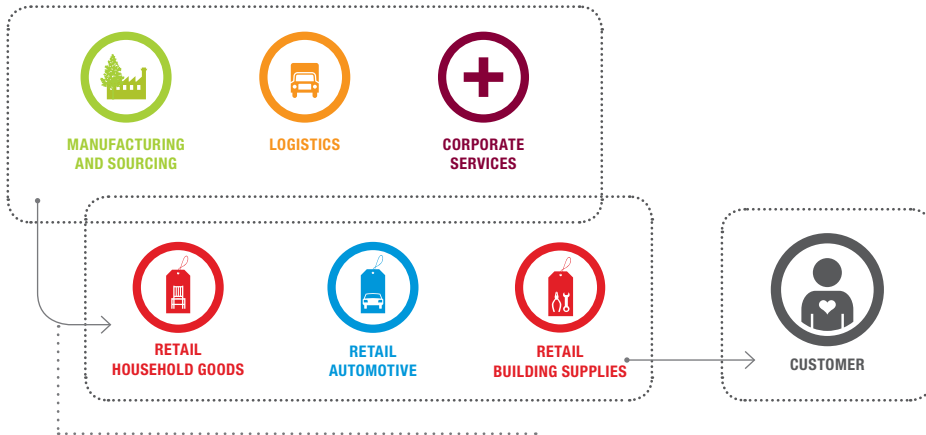 MANUFACTURING
AND SOURCING
LOGISTICS
CORPORATE
SERVICES
RETAIL
HOUSEHOLD GOODS
RETAIL
AUTOMOTIVE
RETAIL
BUILDING SUPPLIES
CUSTOMER